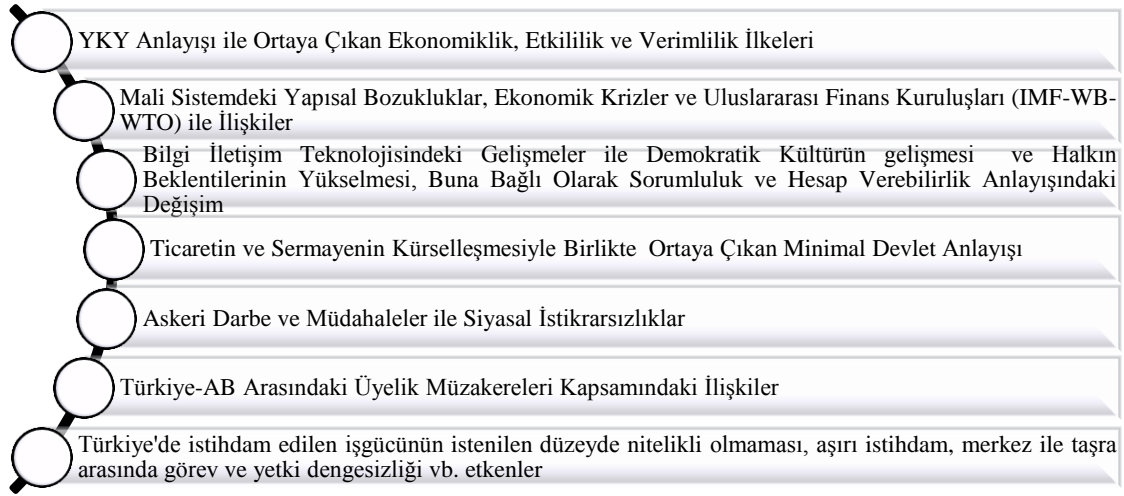 YKY Anlayışı ile Ortaya Çıkan Ekonomiklik, Etkililik ve Verimlilik İlkeleri
Mali Sistemdeki Yapısal Bozukluklar, Ekonomik Krizler ve Uluslararası Finans Kuruluşları (IMF-WB-
WTO) ile İlişkiler
Bilgi İletişim Teknolojisindeki Gelişmeler ile Demokratik Kültürün gelişmesi ve Halkın
Beklentilerinin Yükselmesi, Buna Bağlı Olarak Sorumluluk ve Hesap Verebilirlik Anlayışındaki
Değişim
Ticaretin ve Sermayenin Kürselleşmesiyle Birlikte Ortaya Çıkan Minimal Devlet Anlayışı
Askeri Darbe ve Müdahaleler ile Siyasal İstikrarsızlıklar
Türkiye-AB Arasındaki Üyelik Müzakereleri Kapsamındaki İlişkiler
Türkiye'de istihdam edilen işgücünün istenilen düzeyde nitelikli olmaması, aşırı istihdam, merkez ile taşra
arasında görev ve yetki dengesizliği vb. etkenler